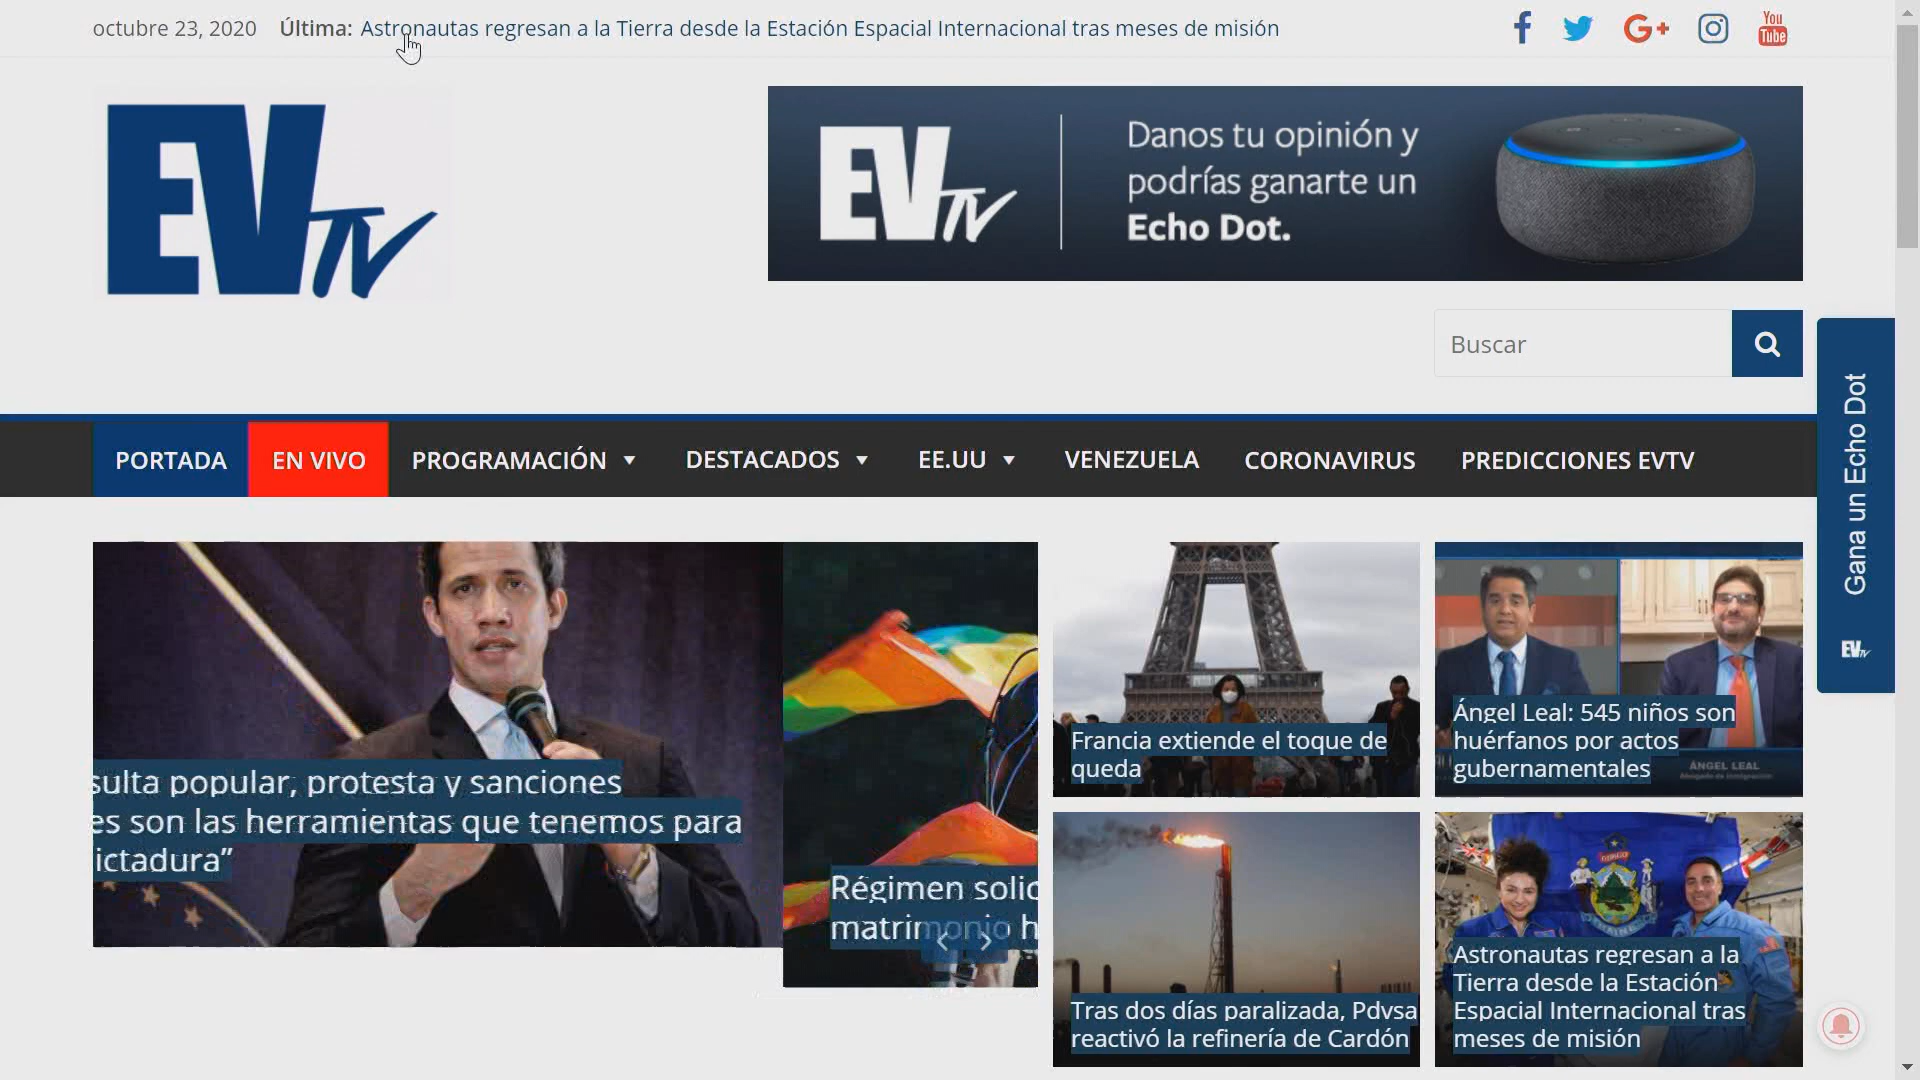 octubre 23, 2020 Última: Astronautas regresan a la Tierra desde la Estación Espacial Internacional tras meses de misión
You
Tube
EVTV
EVTV
Danos tu opinión y
podrías ganarte un
Echo Dot.
Buscar
Gana un Echo Dot
EVTV
PORTADA EN VIVO PROGRAMACIÓN DESTACADOS EE.UU VENEZUELA CORONAVIRUS PREDICCIONES EVTV
sulta popular, protesta y sanciones
es son las herramientas que tenemos para
ictadura”
Régimen solic
matrimonio h
Francia extiende el toque de
queda
Ángel Leal: 545 niños son
huérfanos por actos
gubernamentales
ÁNGEL LEAL
Tras dos días paralizada, Pdvsa
reactivó la refinería de Cardón
Astronautas regresan a la
Tierra desde la Estación
Espacial Internacional tras
meses de misión